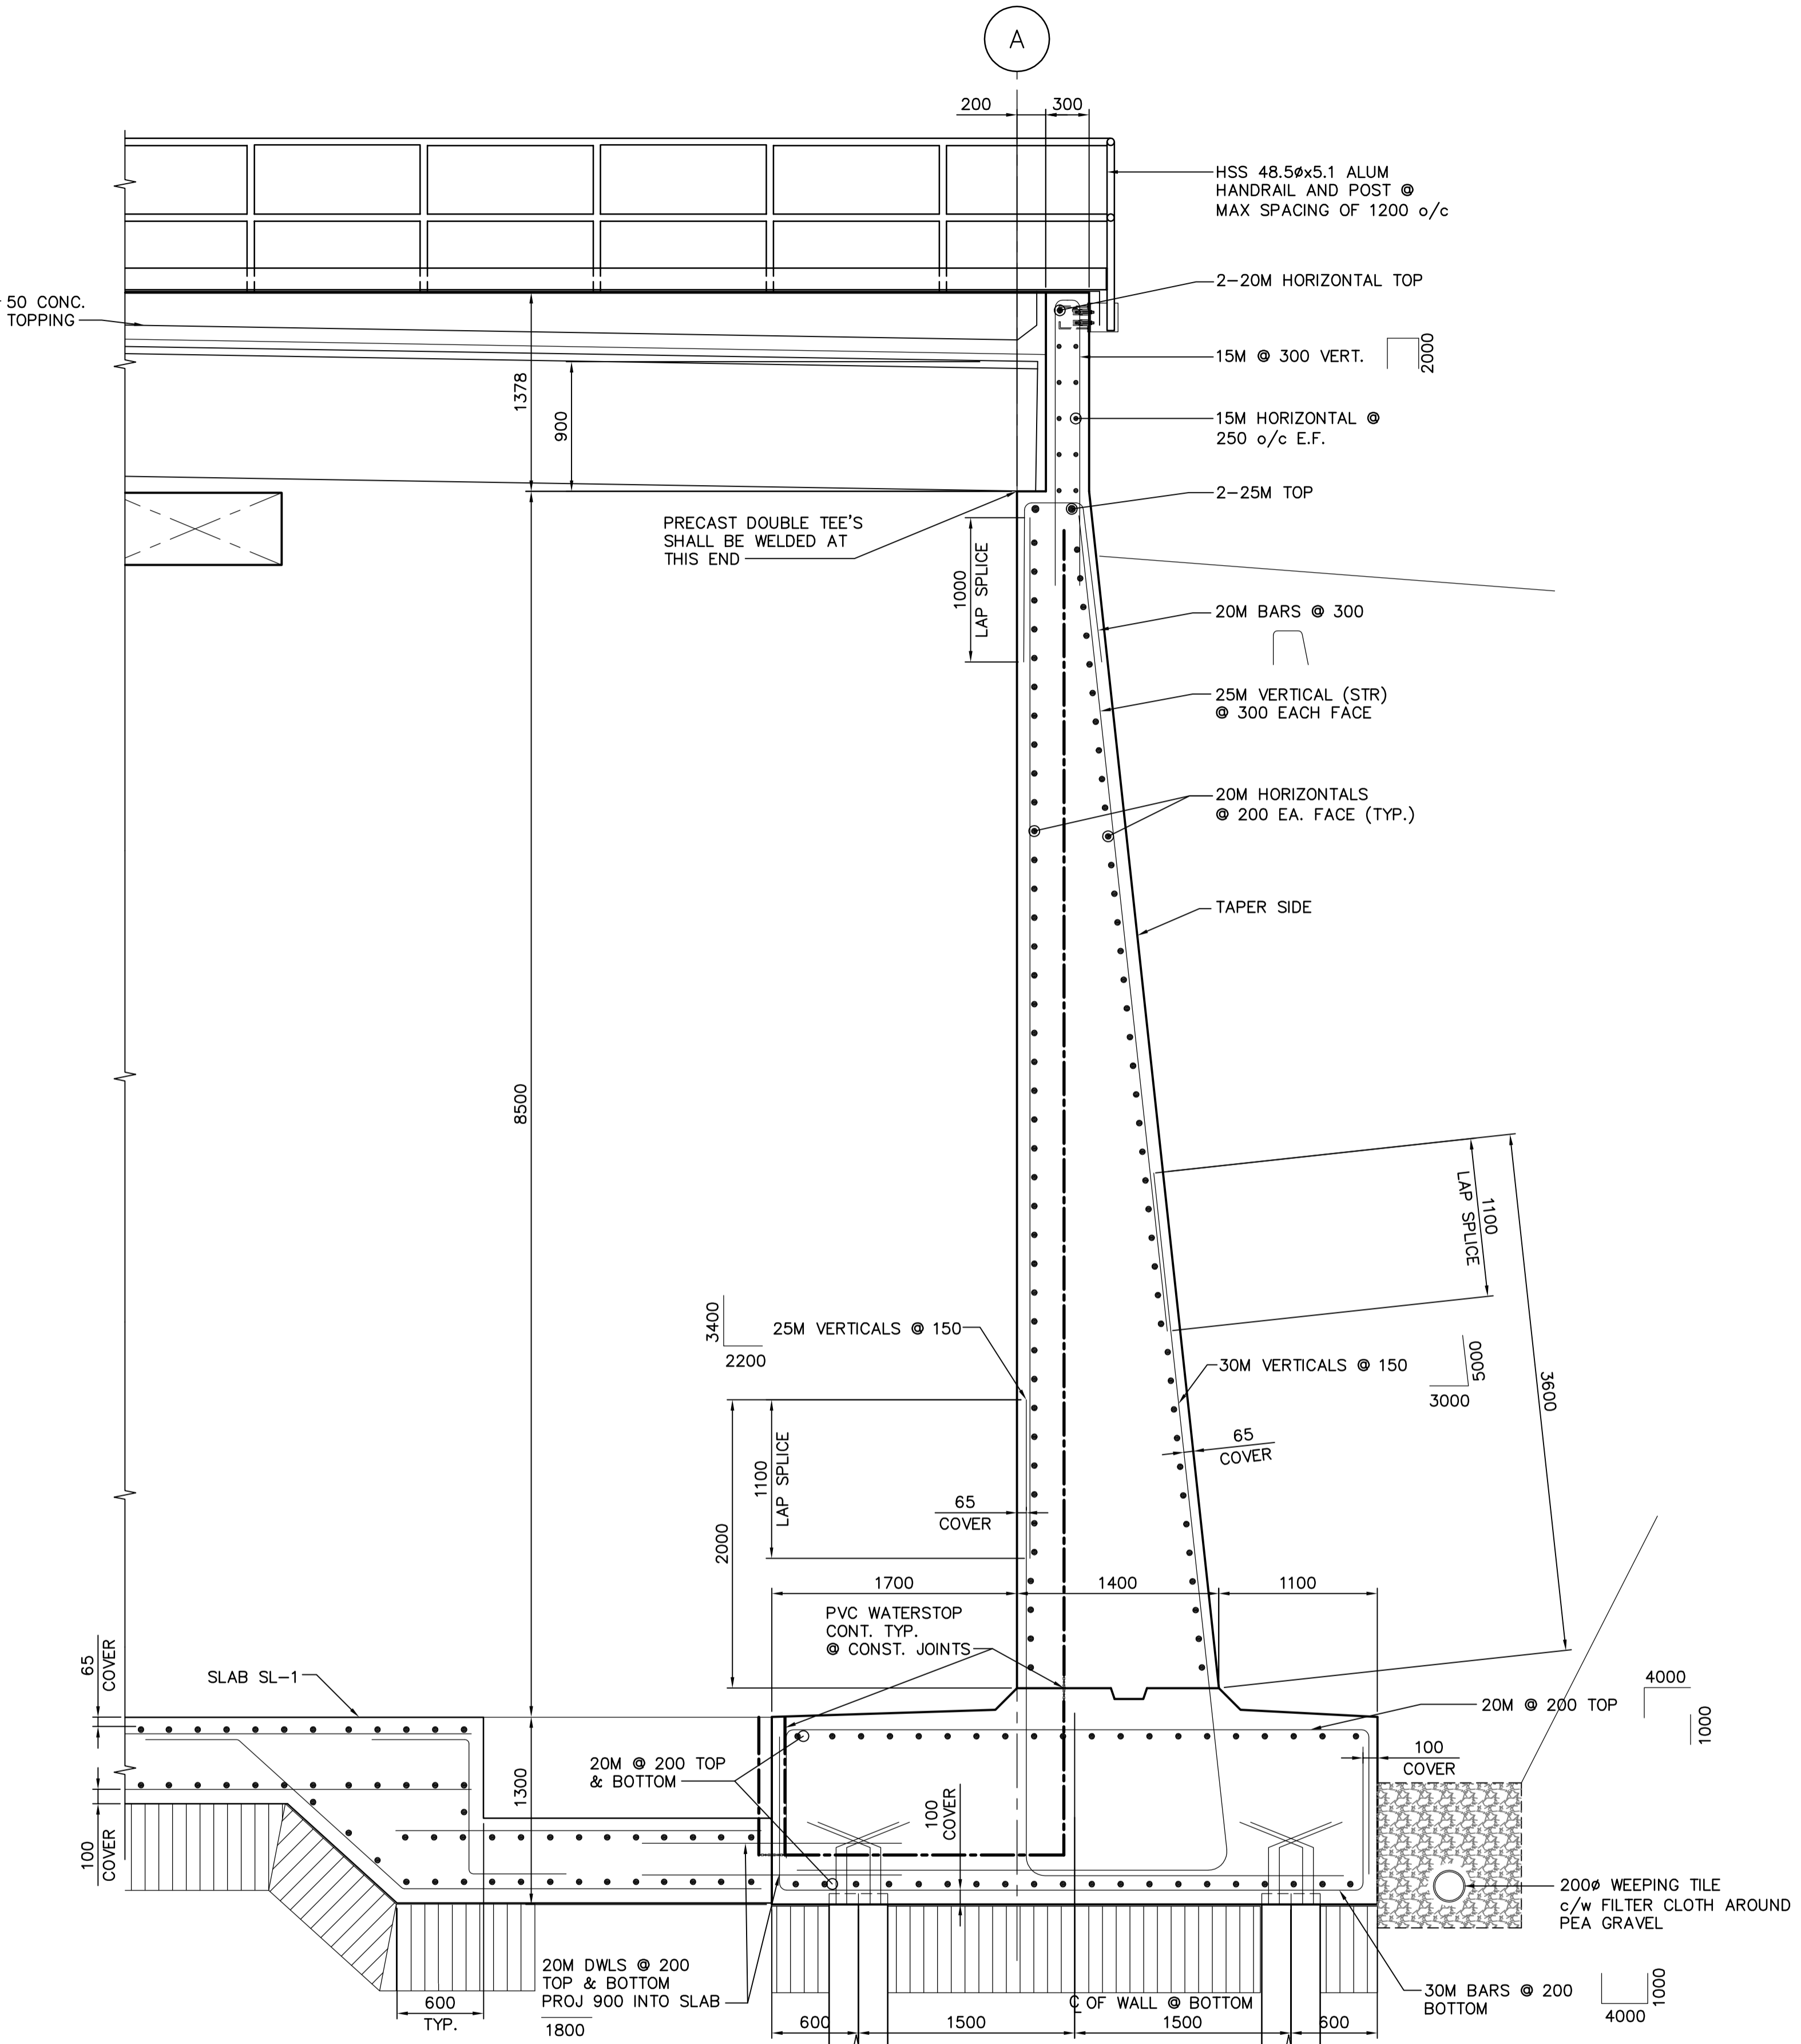 A
200
300
HSS 48.5øx5.1 ALUM
HANDRAIL AND POST @
MAX SPACING OF 1200 o/c
50 CONC.
TOPPING
2-20M HORIZONTAL TOP
1378
900
15M @ 300 VERT.
2000
15M HORIZONTAL @
250 o/c E.F.
2-25M TOP
PRECAST DOUBLE TEE'S
SHALL BE WELDED AT
THIS END
1000
LAP SPLICE
20M BARS @ 300
25M VERTICAL (STR)
@ 300 EACH FACE
20M HORIZONTALS
@ 200 EA. FACE (TYP.)
TAPER SIDE
8500
1100
LAP SPLICE
3600
3400
2200
25M VERTICALS @ 150
30M VERTICALS @ 150
5000
3000
65
COVER
2000
1100
LAP SPLICE
65
COVER
1700
1400
1100
PVC WATERSTOP
CONT. TYP.
@ CONST. JOINTS
65
COVER
SLAB SL-1
4000
1000
20M @ 200 TOP
100
COVER
20M @ 200 TOP
& BOTTOM
1300
100
COVER
100
COVER
200ø WEEPING TILE
c/w FILTER CLOTH AROUND
PEA GRAVEL
20M DWLS @ 200
TOP & BOTTOM
PROJ 900 INTO SLAB
1800
600
TYP.
℄ OF WALL @ BOTTOM
30M BARS @ 200
BOTTOM
1000
4000
600
1500
1500
600